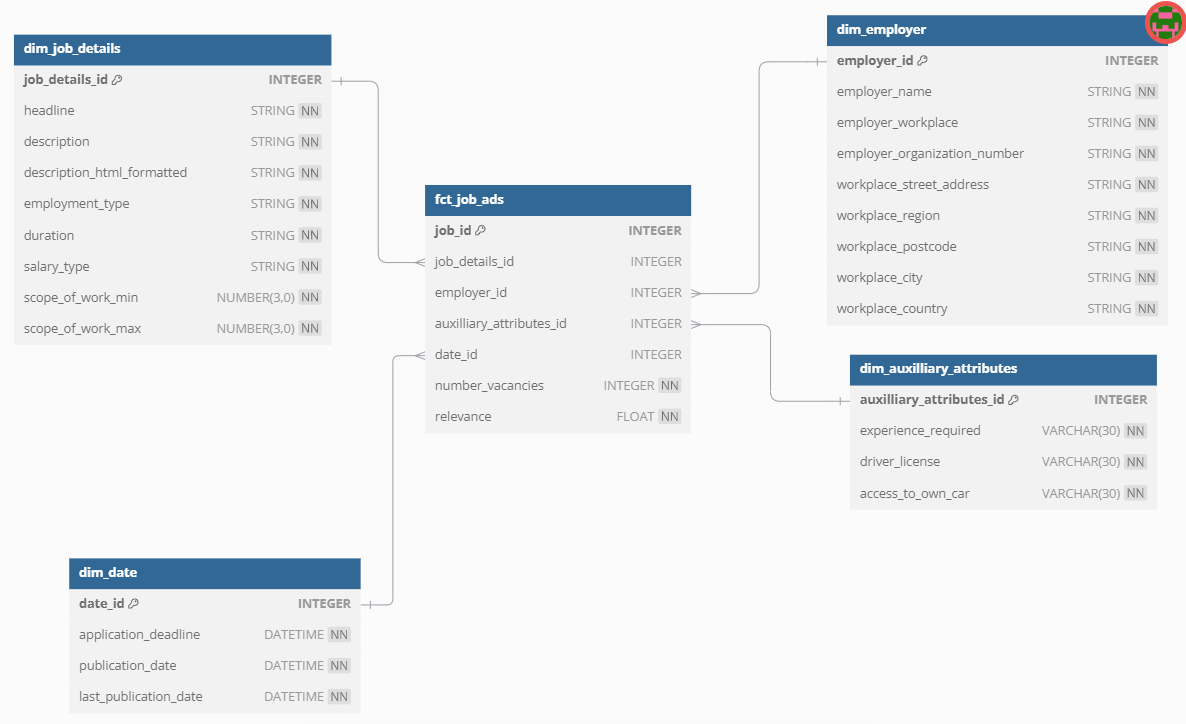 dim_job_details
job_details_id INTEGER
headline STRING NN
description STRING NN
description_html_formatted STRING NN
employment_type STRING NN
duration STRING NN
salary_type STRING NN
scope_of_work_min NUMBER(3,0) NN
scope_of_work_max NUMBER(3,0) NN
fct_job_ads
job_id INTEGER
job_details_id INTEGER
employer_id INTEGER
auxilliary_attributes_id INTEGER
date_id INTEGER
number_vacancies INTEGER NN
relevance FLOAT NN
dim_employer
employer_id INTEGER
employer_name STRING NN
employer_workplace STRING NN
employer_organization_number STRING NN
workplace_street_address STRING NN
workplace_region STRING NN
workplace_postcode STRING NN
workplace_city STRING NN
workplace_country STRING NN
dim_auxilliary_attributes
auxilliary_attributes_id INTEGER
experience_required VARCHAR(30) NN
driver_license VARCHAR(30) NN
access_to_own_car VARCHAR(30) NN
dim_date
date_id INTEGER
application_deadline DATETIME NN
publication_date DATETIME NN
last_publication_date DATETIME NN